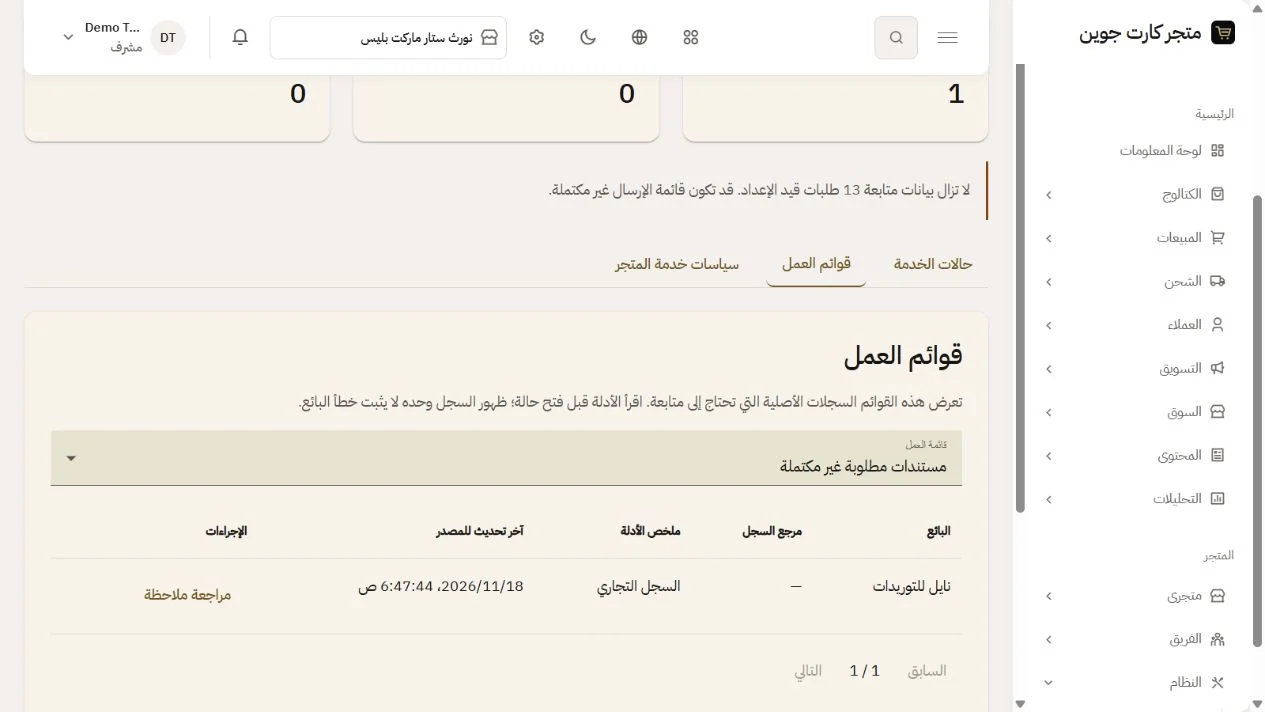 متجر كارت جوين
نورث ستار ماركت بليس
Demo T...
مشرف
DT
الرئيسية
لوحة المعلومات
الكتالوج
المبيعات
الشحن
العملاء
التسويق
السوق
المحتوى
التحليلات
المتجر
متجرى
الفريق
النظام
1
0
0
لا تزال بيانات متابعة 13 طلبات قيد الإعداد. قد تكون قائمة الإرسال غير مكتملة.
حالات الخدمة
قوائم العمل
سياسات خدمة المتجر
قوائم العمل
تعرض هذه القوائم السجلات الأصلية التي تحتاج إلى متابعة. اقرأ الأدلة قبل فتح حالة؛ ظهور السجل وحده لا يثبت خطأ البائع.
قائمة العمل
مستندات مطلوبة غير مكتملة
البائع مرجع السجل ملخص الأدلة آخر تحديث للمصدر الإجراءات
نايل للتوريدات — السجل التجاري 2026/11/18، 6:47:44 ص مراجعة ملاحظة
السابق 1 / 1 التالي